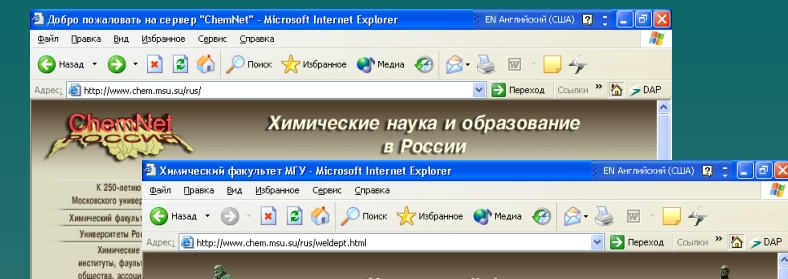 Добро пожаловать на сервер "ChemNet" - Microsoft Internet Explorer
EN Английский (США)
Файл Правка Вид Избранное Сервис Справка
Назад Поиск Избранное Медиа
Адрес: http://www.chem.msu.su/rus/ Переход Ссылки » DAP
ChemNet
РОССИЯ
Химические наука и образование
в России
Химический факультет МГУ - Microsoft Internet Explorer
EN Английский (США)
К 250-летию
Файл Правка Вид Избранное Сервис Справка
Московского универ
Химический факуль
Назад Поиск Избранное Медиа
Университеты Ро
Адрес: http://www.chem.msu.su/rus/weldept.html Переход Ссылки » DAP
Химические
институты, факуль
общества, ассоци